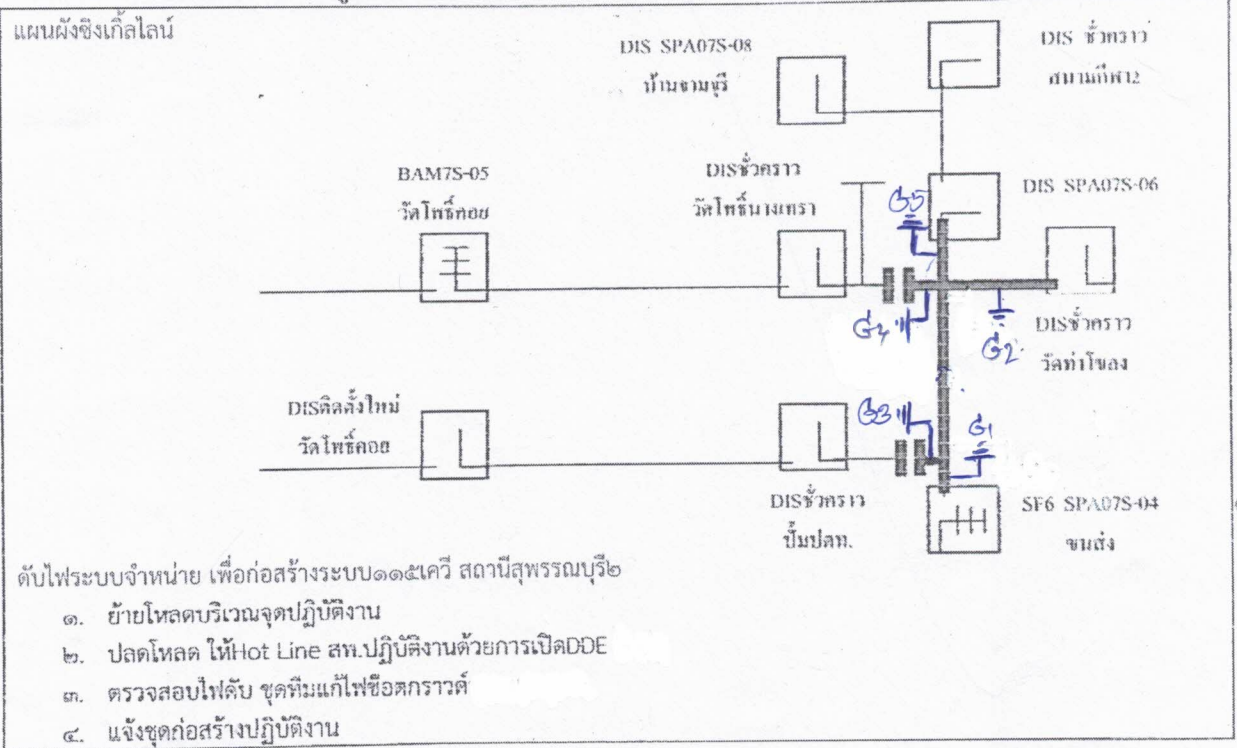 แผนผังซิงเกิ้ลไลน์
DIS SPA07S-08
บ้านจามจุรี
DIS ชั่วคราว
สนามกีฬา2
BAM7S-05
วัดโพธิ์คอย
DISชั่วคราว
วัดโพธิ์นางเทรา
G5
DIS SPA07S-06
G4
G2
DISชั่วคราว
วัดท่าโขลง
DISติดตั้งใหม่
วัดโพธิ์คอย
G3
G1
DISชั่วคราว
ปั๊มปตท.
SF6 SPA07S-04
ขนส่ง
ดับไฟระบบจำหน่าย เพื่อก่อสร้างระบบ๑๑๕เควี สถานีสุพรรณบุรี๒
๑. ย้ายโหลดบริเวณจุดปฏิบัติงาน
๒. ปลดโหลด ให้Hot Line สพ.ปฏิบัติงานด้วยการเปิดDDE
๓. ตรวจสอบไฟดับ ชุดทีมแก้ไฟช๊อตกราวด์
๔. แจ้งชุดก่อสร้างปฏิบัติงาน